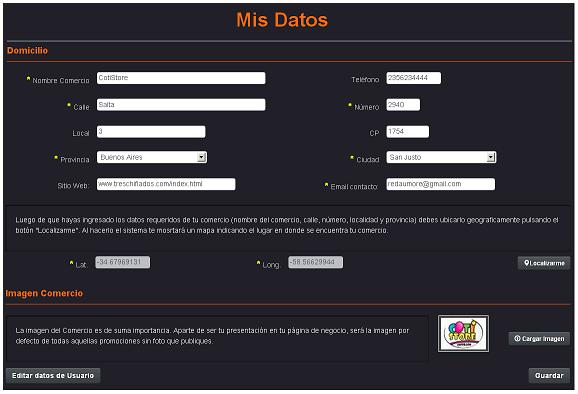 Mis Datos
Domicilio
* Nombre Comercio CotiStore Teléfono 2356234444
* Calle Salta * Número 2940
Local 3 CP 1754
* Provincia Buenos Aires * Ciudad San Justo
Sitio Web: www.treschiflados.com/index.html * Email contacto: redaumore@gmail.com
Luego de que hayas ingresado los datos requeridos de tu comercio (nombre del comercio, calle, número, localidad y provincia) debes ubicarlo geograficamente pulsando el
botón "Localizarme". Al hacerlo el sistema te mosrtará un mapa indicando el lugar en donde se encuentra tu comercio.
* Lat. -34.67969131 * Long. -58.56629944 Localizarme
Imagen Comercio
La imagen del Comercio es de suma importancia. Aparte de ser tu presentación en tu página de negocio, será la imagen por
defecto de todas aquellas promociones sin foto que publiques.
COTI
STORE
Cargar Imagen
Editar datos de Usuario Guardar